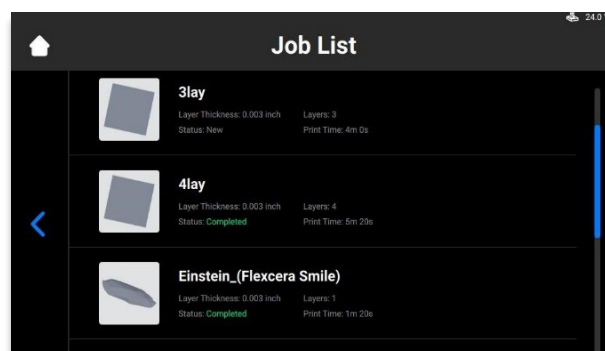 24.0
Job List
3lay
Layer Thickness: 0.003 inch Layers: 3
Status: New Print Time: 4m 0s
4lay
Layer Thickness: 0.003 inch Layers: 4
Status: Completed Print Time: 5m 20s
Einstein_(Flexcera Smile)
Layer Thickness: 0.003 inch Layers: 1
Status: Completed Print Time: 1m 20s